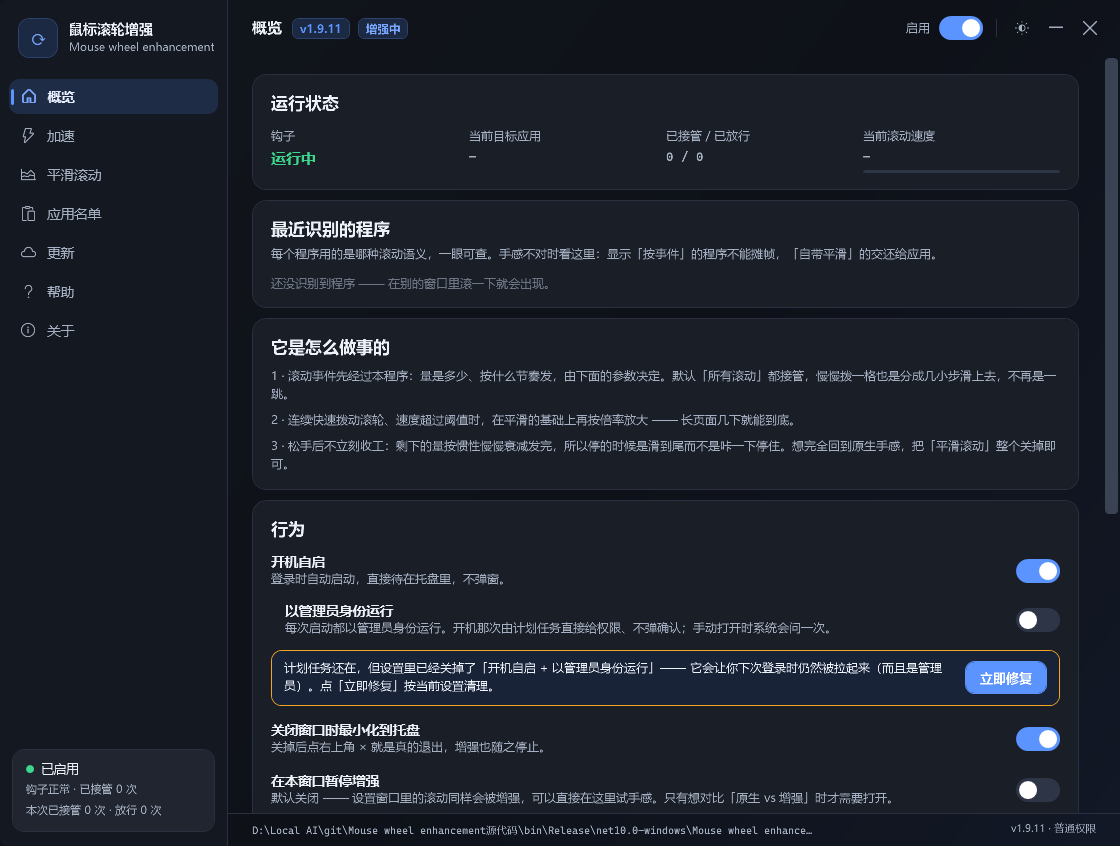 鼠标滚轮增强
Mouse wheel enhancement
概览
加速
平滑滚动
应用名单
更新
帮助
关于
已启用
钩子正常 · 已接管 0 次
本次已接管 0 次 · 放行 0 次
概览 v1.9.11 增强中
启用
运行状态
钩子 当前目标应用 已接管 / 已放行 当前滚动速度
运行中 — 0 / 0 —
最近识别的程序
每个程序用的是哪种滚动语义，一眼可查。手感不对时看这里：显示「按事件」的程序不能摊帧，「自带平滑」的交还给应用。
还没识别到程序 —— 在别的窗口里滚一下就会出现。
它是怎么做事的
1 · 滚动事件先经过本程序：量是多少、按什么节奏发，由下面的参数决定。默认「所有滚动」都接管，慢慢拨一格也是分成几小步滑上去，不再是一
跳。
2 · 连续快速拨动滚轮、速度超过阈值时，在平滑的基础上再按倍率放大 —— 长页面几下就能到底。
3 · 松手后不立刻收工：剩下的量按惯性慢慢衰减发完，所以停的时候是滑到尾而不是咔一下停住。想完全回到原生手感，把「平滑滚动」整个关掉即
可。
行为
开机自启
登录时自动启动，直接待在托盘里，不弹窗。
以管理员身份运行
每次启动都以管理员身份运行。开机那次由计划任务直接给权限、不弹确认；手动打开时系统会问一次。
计划任务还在，但设置里已经关掉了「开机自启 + 以管理员身份运行」—— 它会让你下次登录时仍然被拉起来（而且是管理
员）。点「立即修复」按当前设置清理。
立即修复
关闭窗口时最小化到托盘
关掉后点右上角 × 就是真的退出，增强也随之停止。
在本窗口暂停增强
默认关闭 —— 设置窗口里的滚动同样会被增强，可以直接在这里试手感。只有想对比「原生 vs 增强」时才需要打开。
D:\Local AI\git\Mouse wheel enhancement源代码\bin\Release\net10.0-windows\Mouse wheel enhance…
v1.9.11 · 普通权限